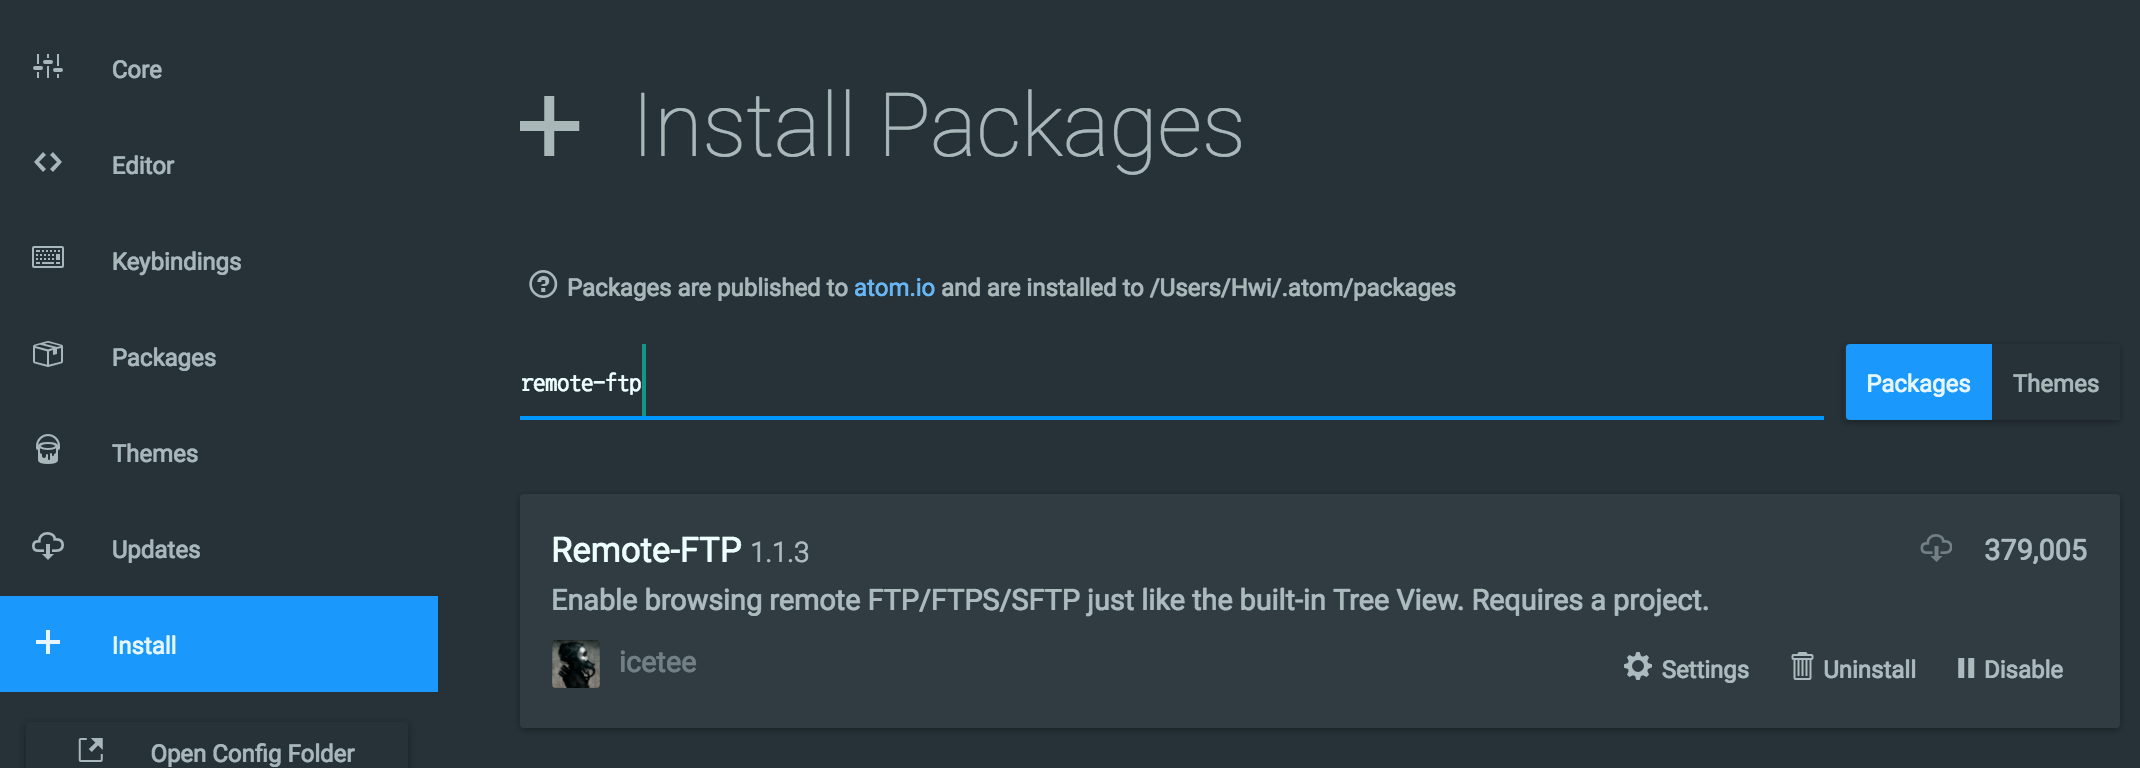 Core
Editor
Keybindings
Packages
Themes
Updates
Install
Open Config Folder
Install Packages
Packages are published to atom.io and are installed to /Users/Hwi/.atom/packages
remote-ftp
Packages Themes
Remote-FTP 1.1.3
379,005
Enable browsing remote FTP/FTPS/SFTP just like the built-in Tree View. Requires a project.
icetee
Settings Uninstall Disable